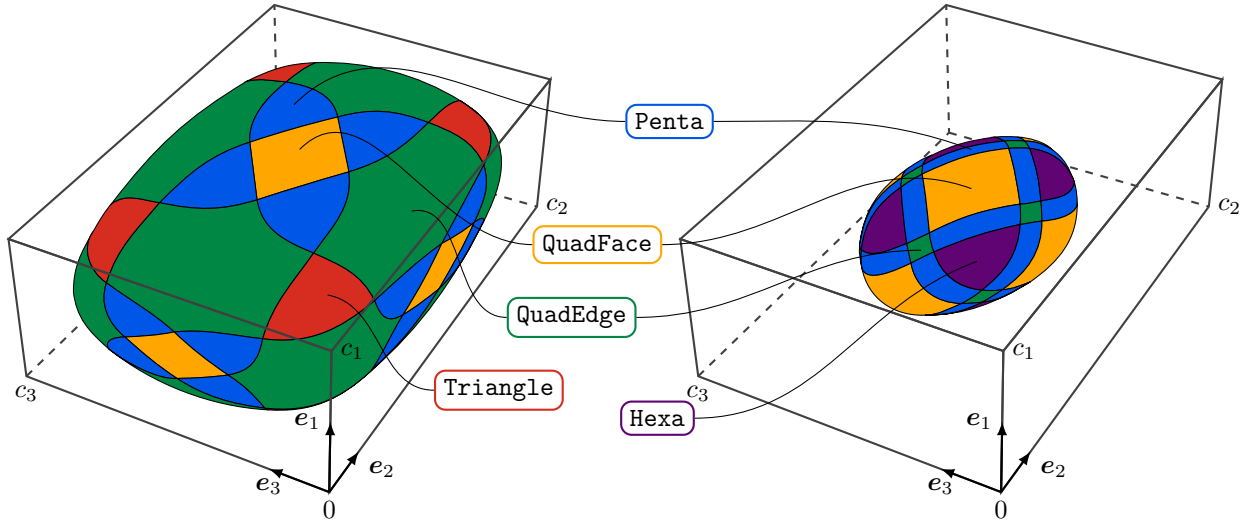 Penta
QuadFace
QuadEdge
Triangle
Hexa
c₂
c₁
c₃
e₁
e₂
e₃
0
c₂
c₁
c₃
e₁
e₂
e₃
0